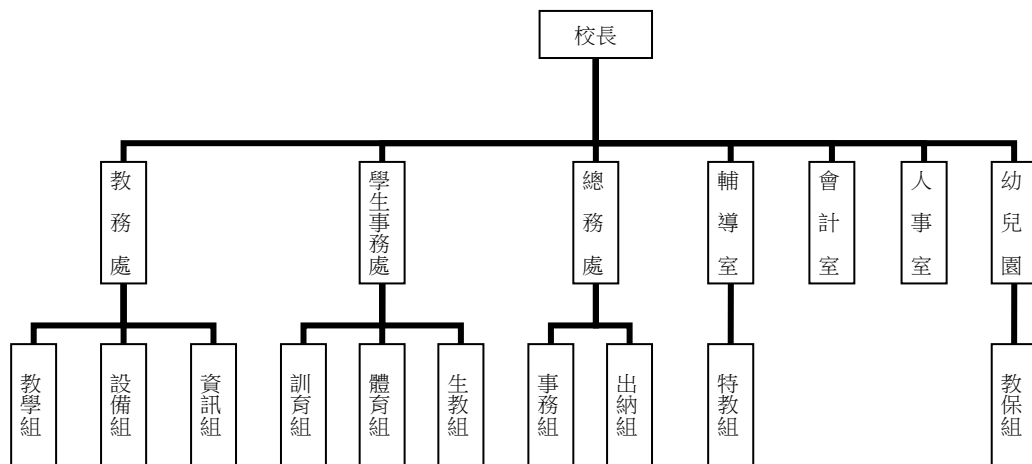 校長
教務處
學生事務處
總務處
輔導室
會計室
人事室
幼兒園
教學組
設備組
資訊組
訓育組
體育組
生教組
事務組
出納組
特教組
教保組